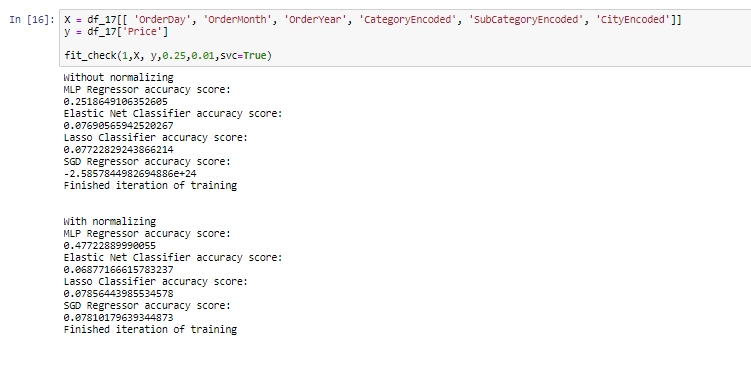 In [16]: X = df_17[[ 'OrderDay', 'OrderMonth', 'OrderYear', 'CategoryEncoded', 'SubCategoryEncoded', 'CityEncoded']]
y = df_17['Price']
fit_check(1,X, y,0.25,0.01,svc=True)
Without normalizing
MLP Regressor accuracy score:
0.2518649106352605
Elastic Net Classifier accuracy score:
0.07690565942520267
Lasso Classifier accuracy score:
0.07722829243866214
SGD Regressor accuracy score:
-2.5857844982694886e+24
Finished iteration of training
With normalizing
MLP Regressor accuracy score:
0.47722889990055
Elastic Net Classifier accuracy score:
0.06877166615783237
Lasso Classifier accuracy score:
0.07856443985534578
SGD Regressor accuracy score:
0.07810179639344873
Finished iteration of training